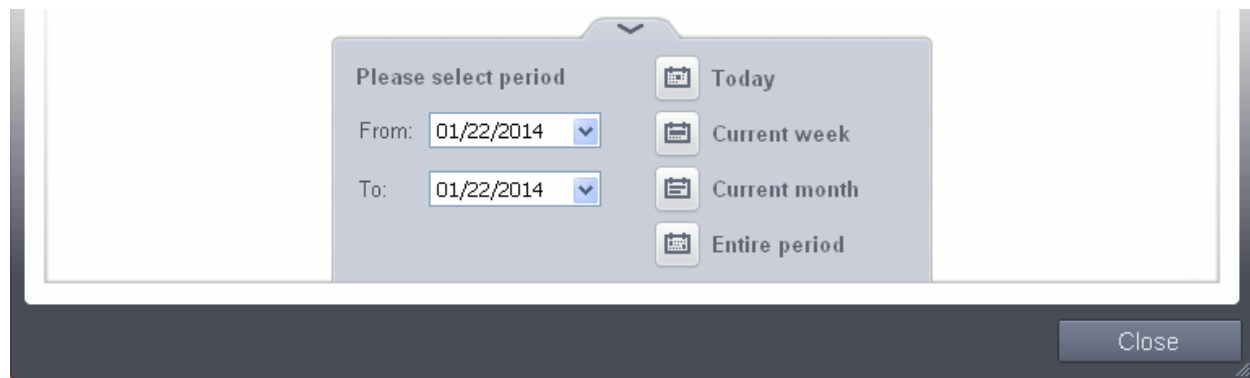 Please select period
From: 01/22/2014
To: 01/22/2014
Today
Current week
Current month
Entire period
Close